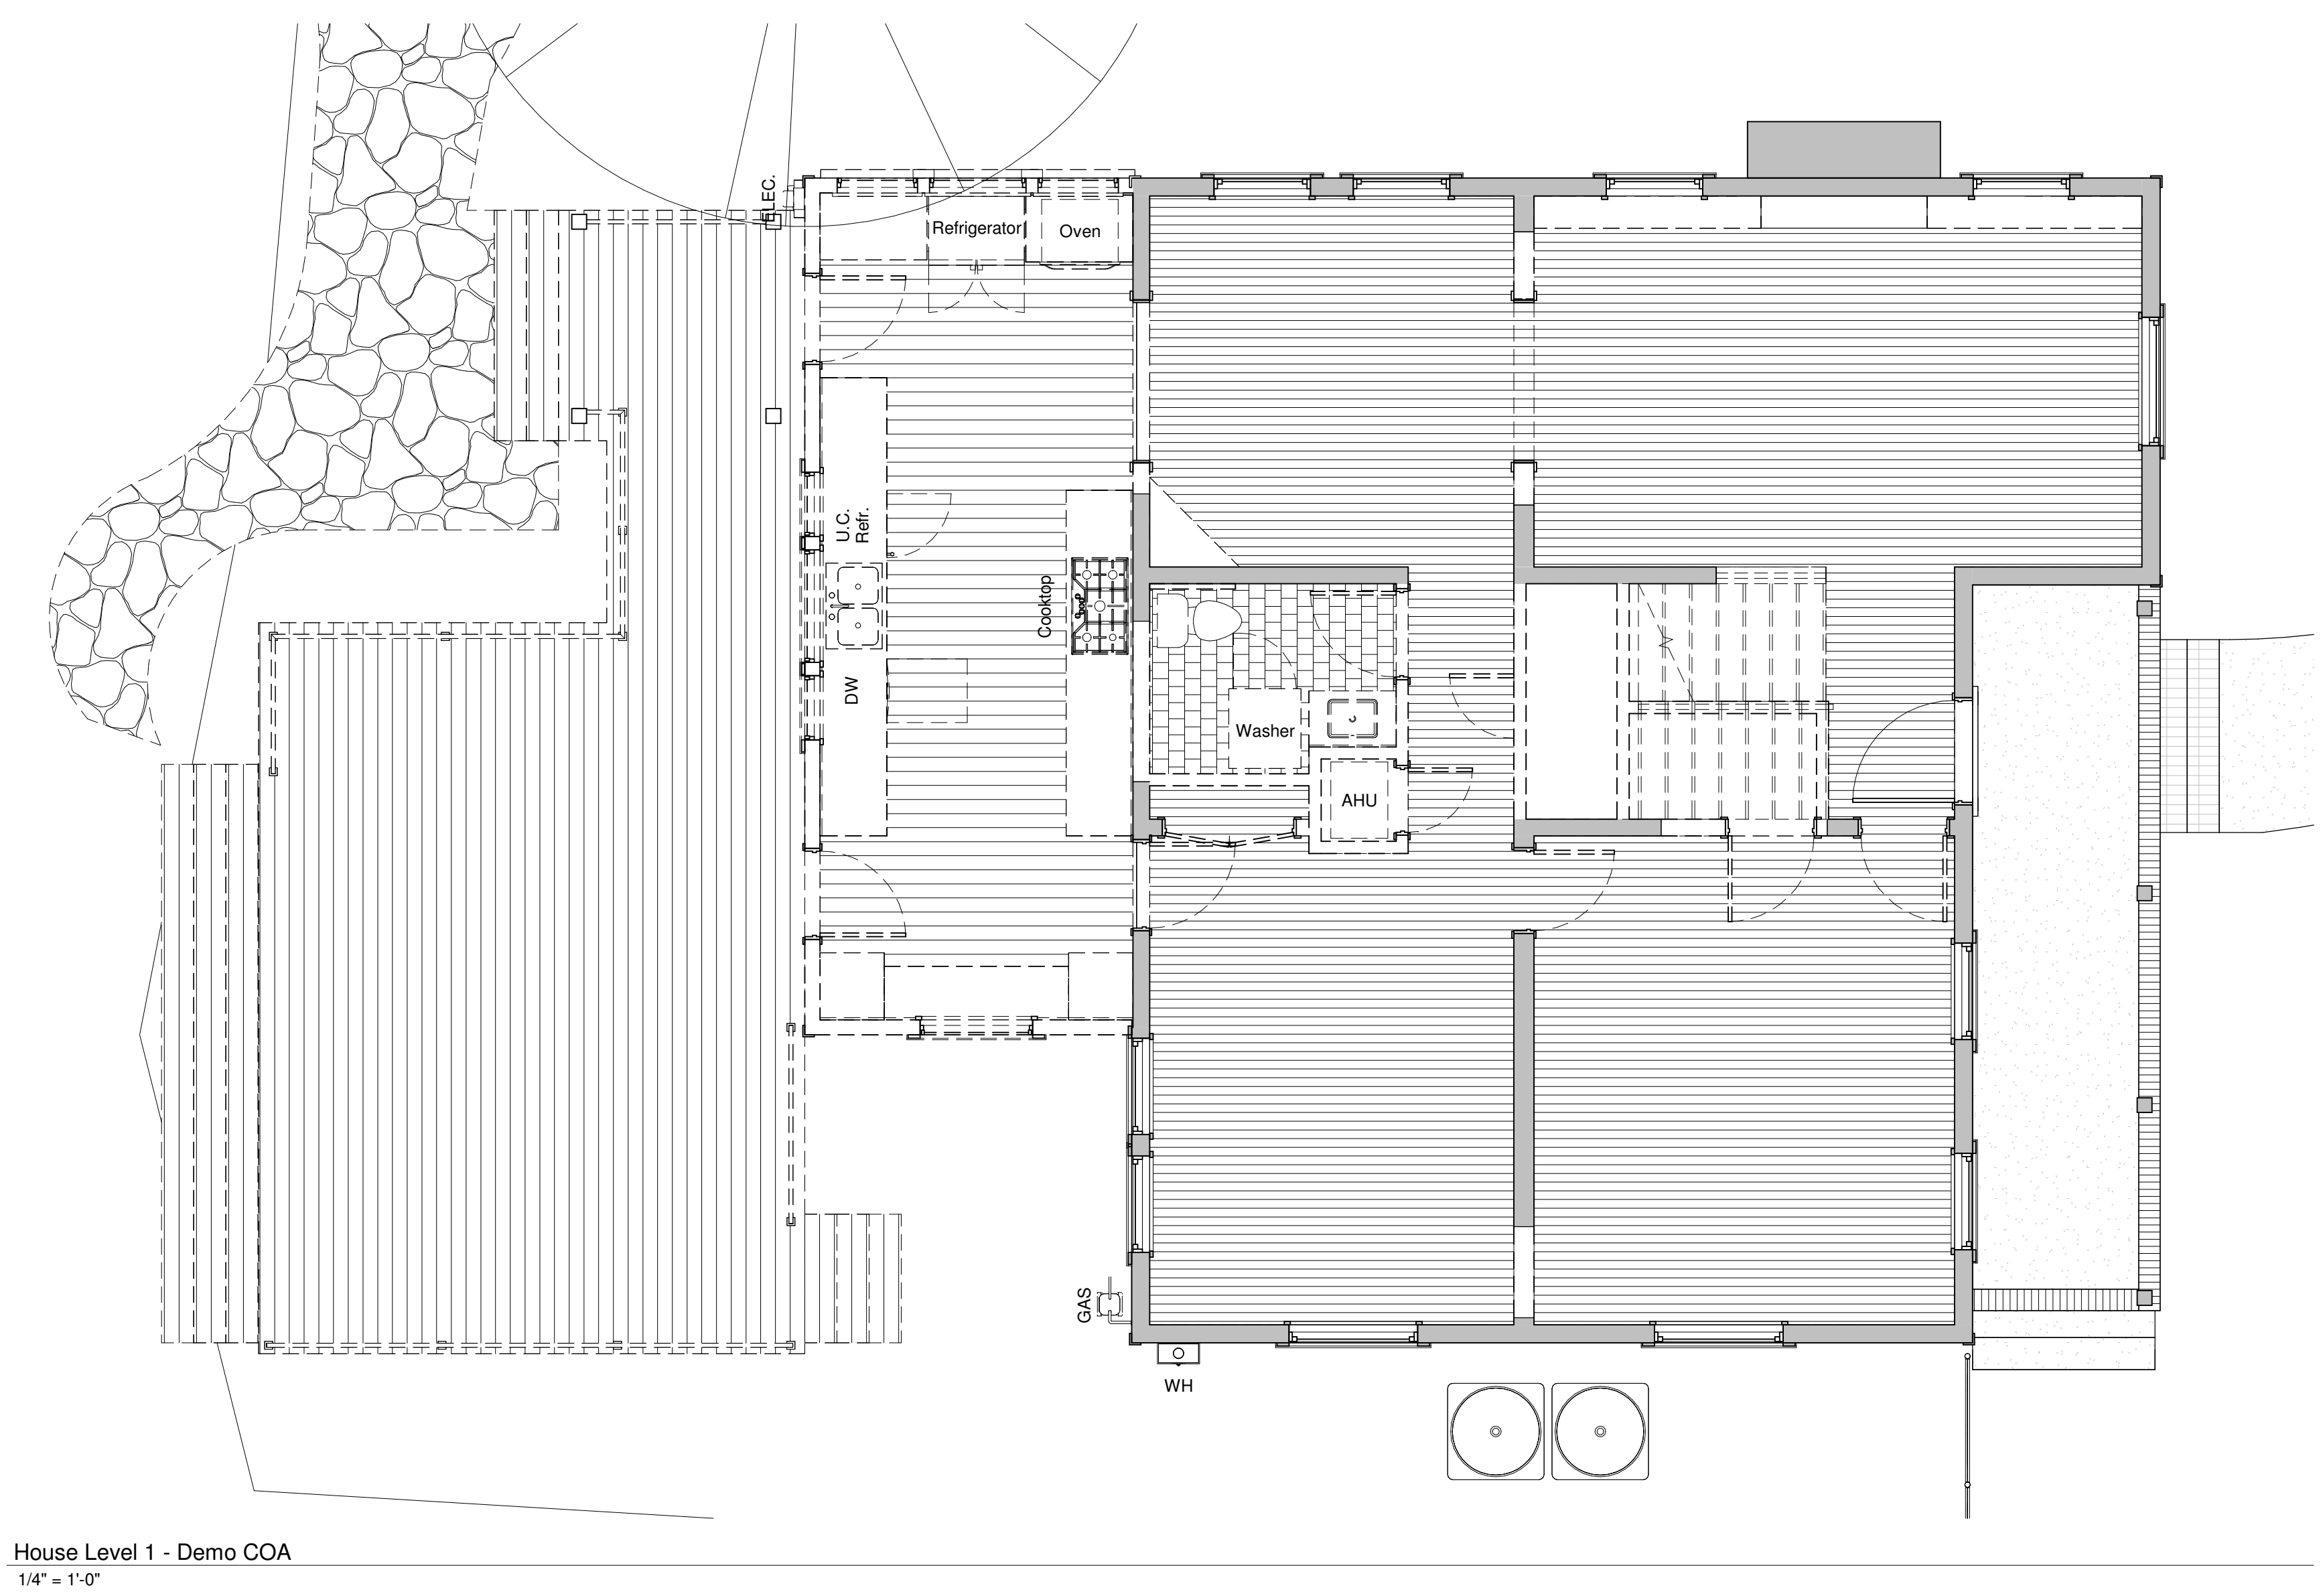 ELEC.
Refrigerator
Oven
U.C.
Refr.
Cooktop
DW
Washer
AHU
GAS
WH
House Level 1 - Demo COA
1/4" = 1'-0"